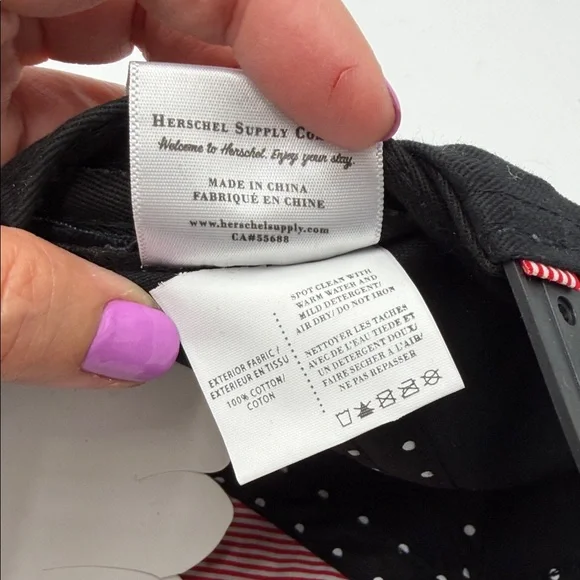 HERSCHEL SUPPLY
Welcome to Herschel. Enjoy your stay.
MADE IN CHINA
FABRIQUÉ EN CHINE
www.herschelsupply.com
CA#55688
EXTERIOR FABRIC/
EXTERIEUR EN TISSU
100% COTTON/
COTON
SPOT CLEAN WITH
WARM WATER AND
MILD DETERGENT/
AIR DRY/ DO NOT IRON
NETTOYER LES TACHES
AVEC DE L'EAU TIEDE ET
UN DETERGENT DOUX/
FAIRE SECHER À L'AIR/
NE PAS REPASSER